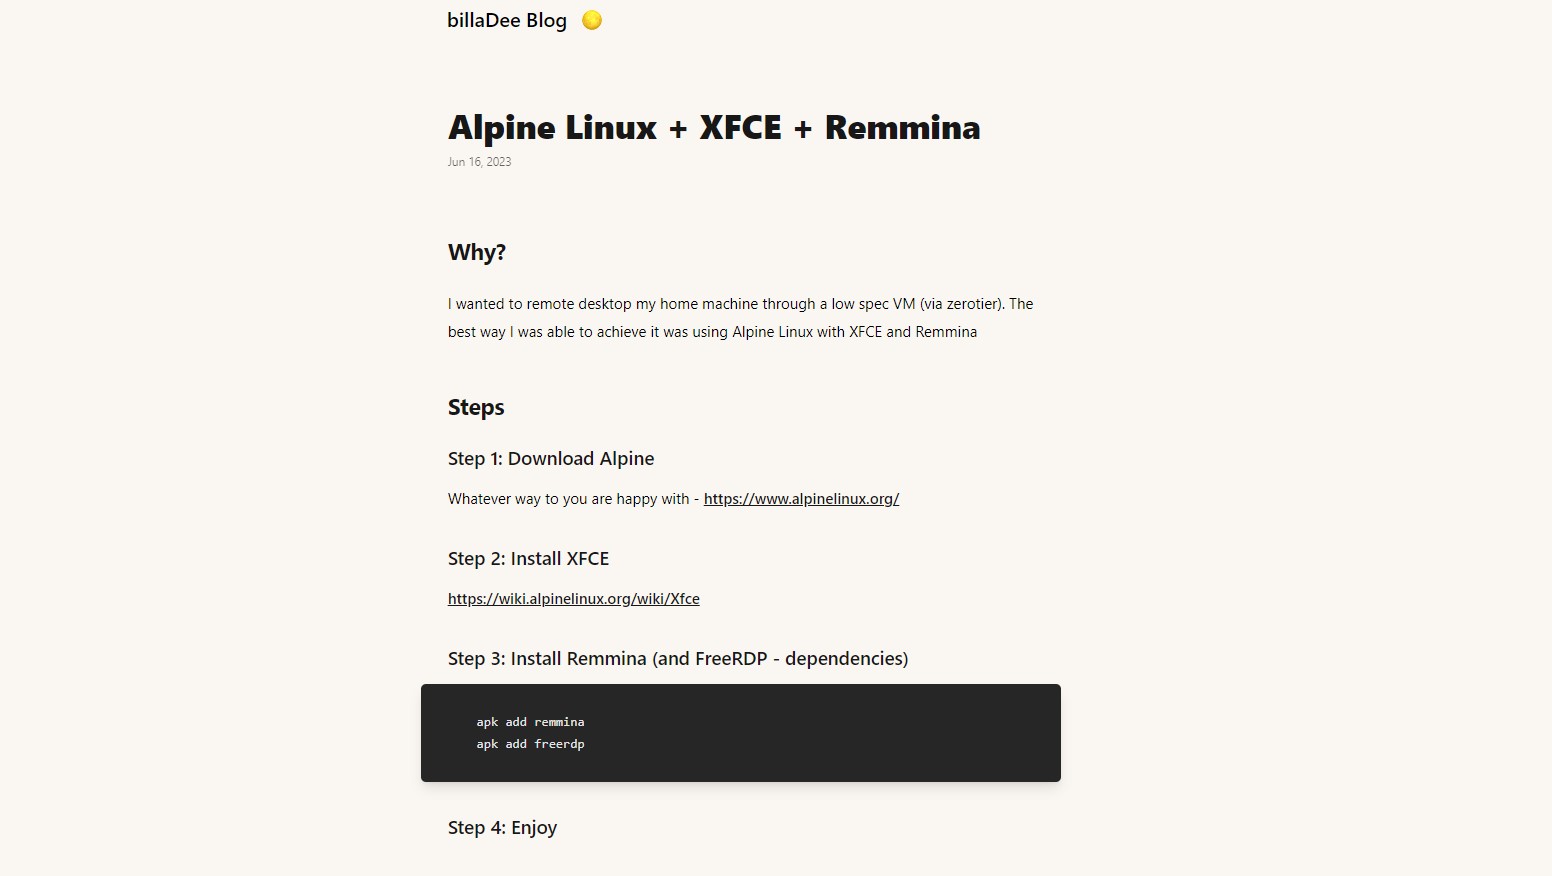 billaDee Blog
Alpine Linux + XFCE + Remmina
Jun 16, 2023
Why?
I wanted to remote desktop my home machine through a low spec VM (via zerotier). The
best way I was able to achieve it was using Alpine Linux with XFCE and Remmina
Steps
Step 1: Download Alpine
Whatever way to you are happy with - https://www.alpinelinux.org/
Step 2: Install XFCE
https://wiki.alpinelinux.org/wiki/Xfce
Step 3: Install Remmina (and FreeRDP - dependencies)
apk add remmina
apk add freerdp
Step 4: Enjoy